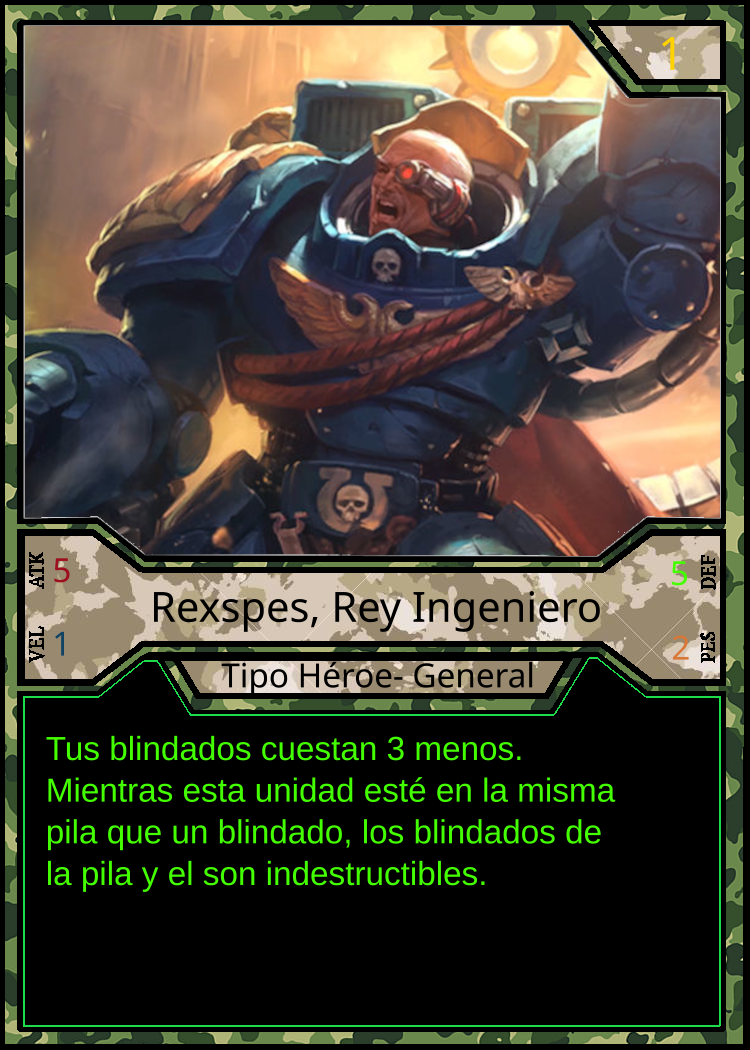 1
ATK 5
5 DEF
Rexspes, Rey Ingeniero
VEL 1
2 PES
Tipo Héroe- General
Tus blindados cuestan 3 menos.
Mientras esta unidad esté en la misma
pila que un blindado, los blindados de
la pila y el son indestructibles.